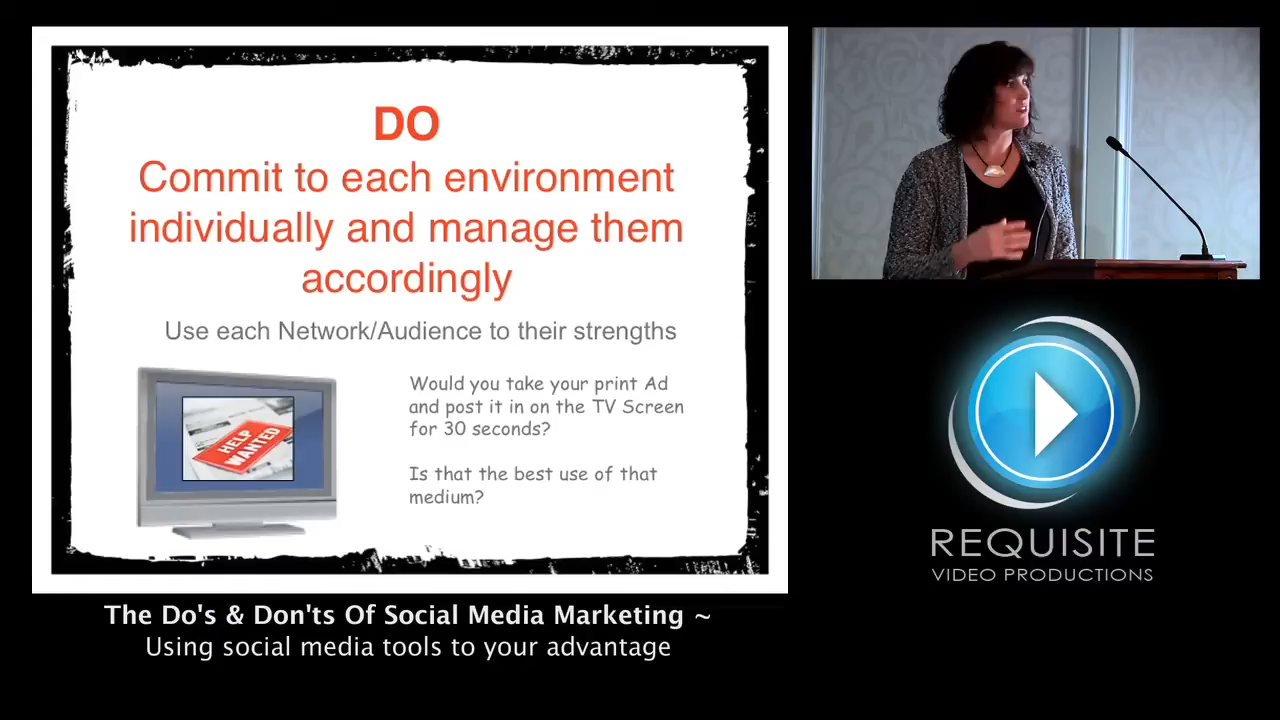 DO
Commit to each environment
individually and manage them
accordingly
Use each Network/Audience to their strengths
HELP
WANTED
Would you take your print Ad
and post it in on the TV Screen
for 30 seconds?
Is that the best use of that
medium?
REQUISITE
VIDEO PRODUCTIONS
The Do's & Don'ts Of Social Media Marketing ~
Using social media tools to your advantage